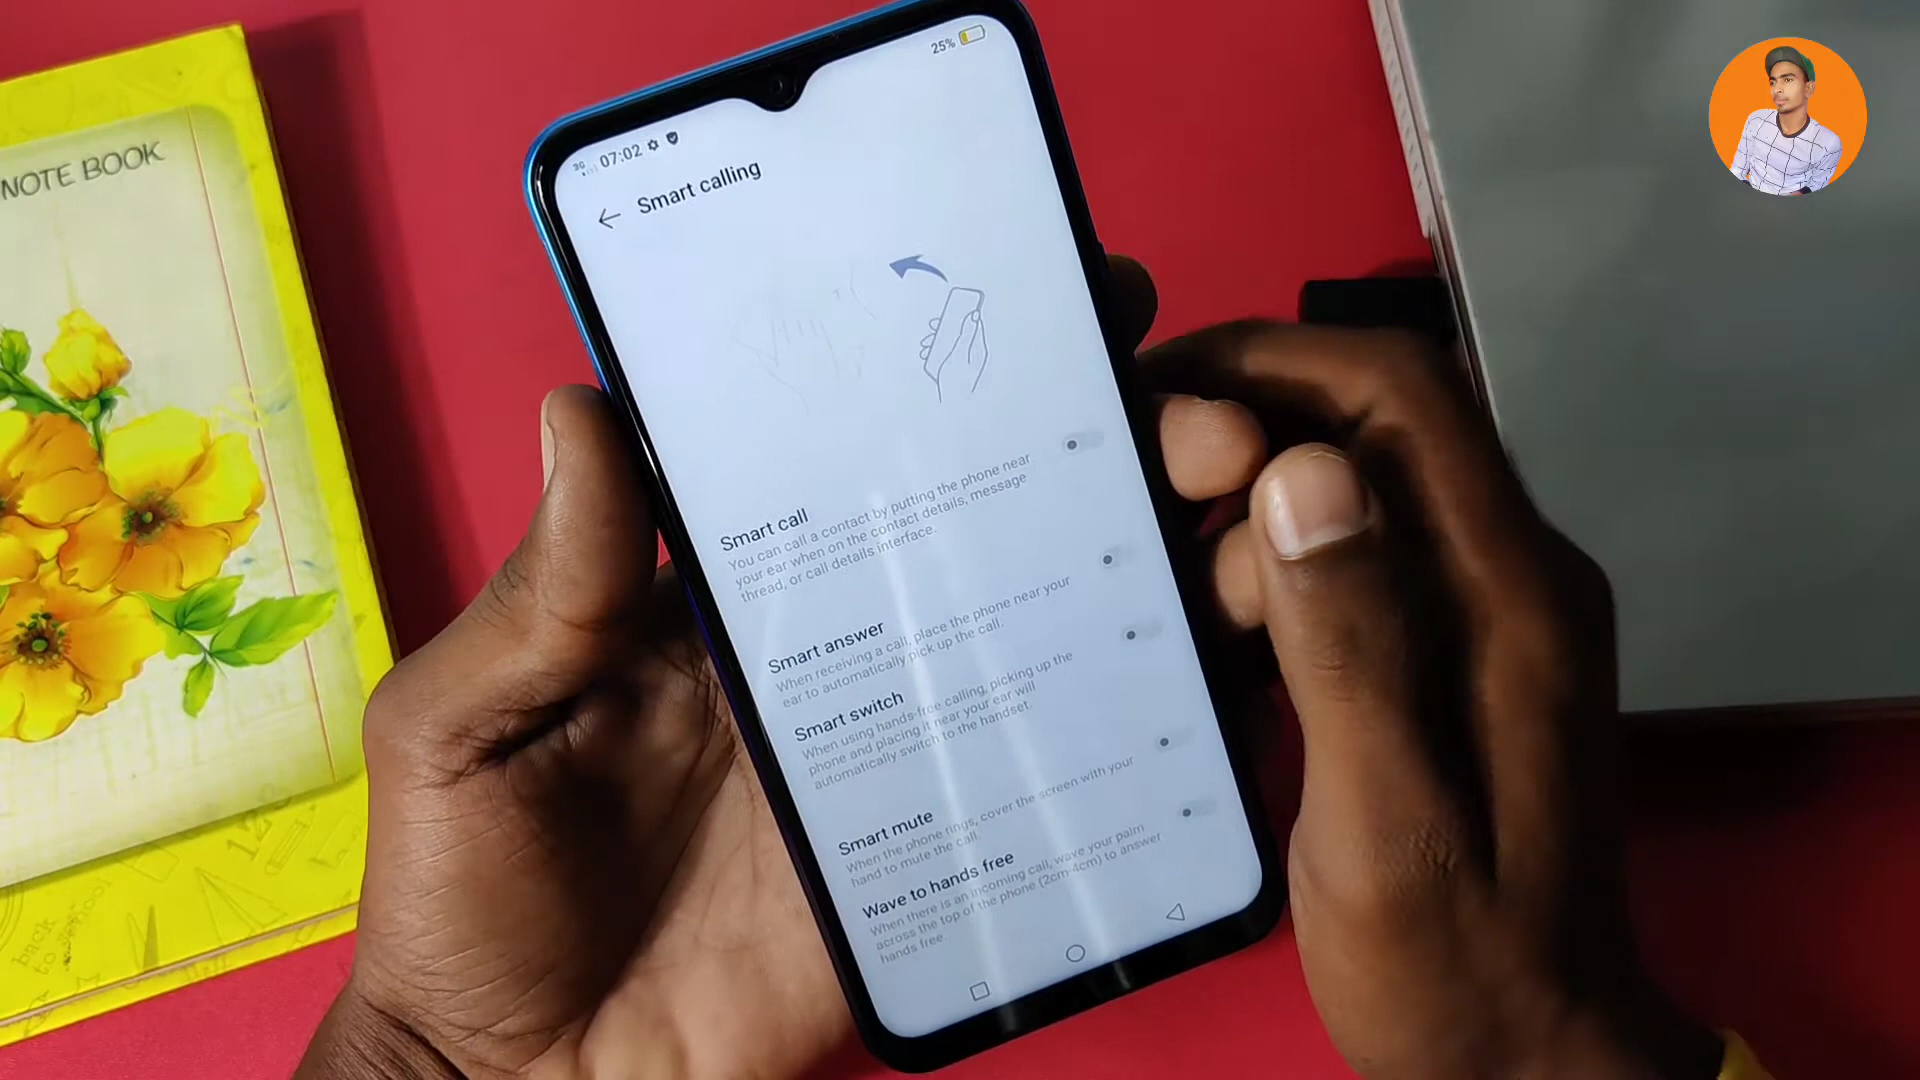 NOTE BOOK
25%
3G 07:02
Smart calling
Smart call
You can call a contact by putting the phone near
your ear when on the contact details, message
thread, or call details interface.
Smart answer
When receiving a call, place the phone near your
ear to automatically pick up the call.
Smart switch
When using hands-free calling, picking up the
phone and placing it near your ear will
automatically switch to the handset.
Smart mute
When the phone rings, cover the screen with your
hand to mute the call.
Wave to hands free
When there is an incoming call, wave your palm
across the top of the phone (2cm-4cm) to answer
hands free.
back
to
123